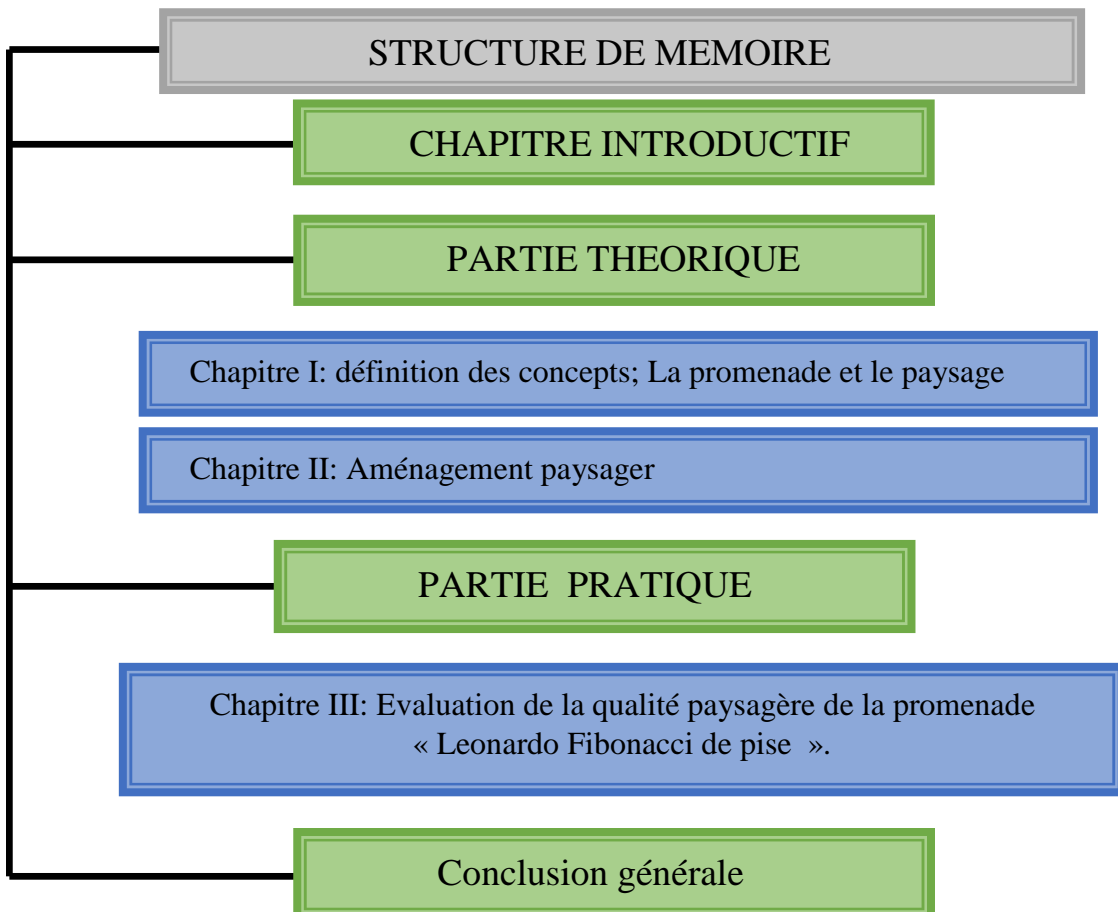 STRUCTURE DE MEMOIRE
CHAPITRE INTRODUCTIF
PARTIE THEORIQUE
Chapitre I: définition des concepts; La promenade et le paysage
Chapitre II: Aménagement paysager
PARTIE PRATIQUE
Chapitre III: Evaluation de la qualité paysagère de la promenade
« Leonardo Fibonacci de pise ».
Conclusion générale